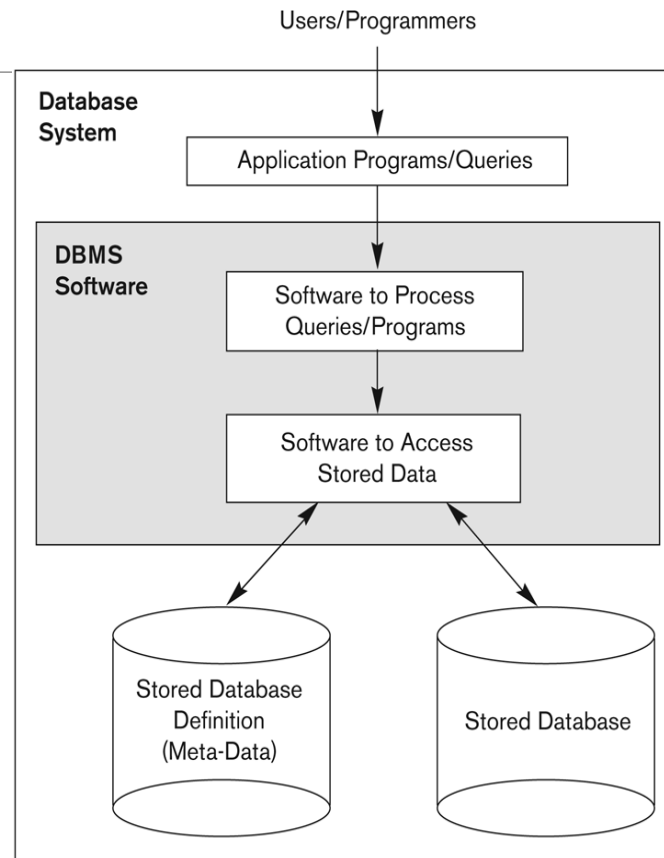 Users/Programmers
Database
System
Application Programs/Queries
DBMS
Software
Software to Process
Queries/Programs
Software to Access
Stored Data
Stored Database
Definition
(Meta-Data)
Stored Database